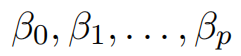 β₀, β₁, . . . , βₚ